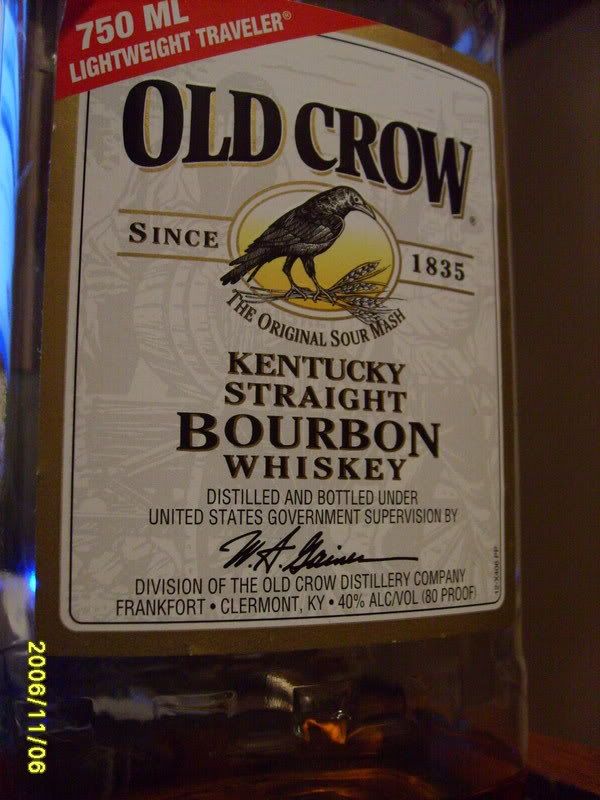 750 ML
LIGHTWEIGHT TRAVELER®
OLD CROW®
SINCE 1835
THE ORIGINAL SOUR MASH
KENTUCKY
STRAIGHT
BOURBON
WHISKEY
DISTILLED AND BOTTLED UNDER
UNITED STATES GOVERNMENT SUPERVISION BY
W.A. Gaines
DIVISION OF THE OLD CROW DISTILLERY COMPANY
FRANKFORT • CLERMONT, KY • 40% ALC/VOL (80 PROOF)
2006/11/06